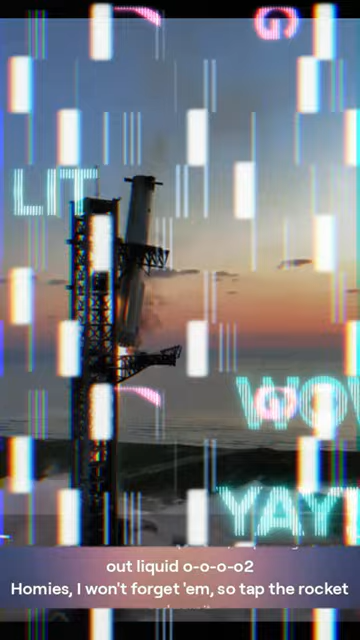 G
LIT
WOW
YAY
out liquid o-o-o-o2
Homies, I won't forget 'em, so tap the rocket